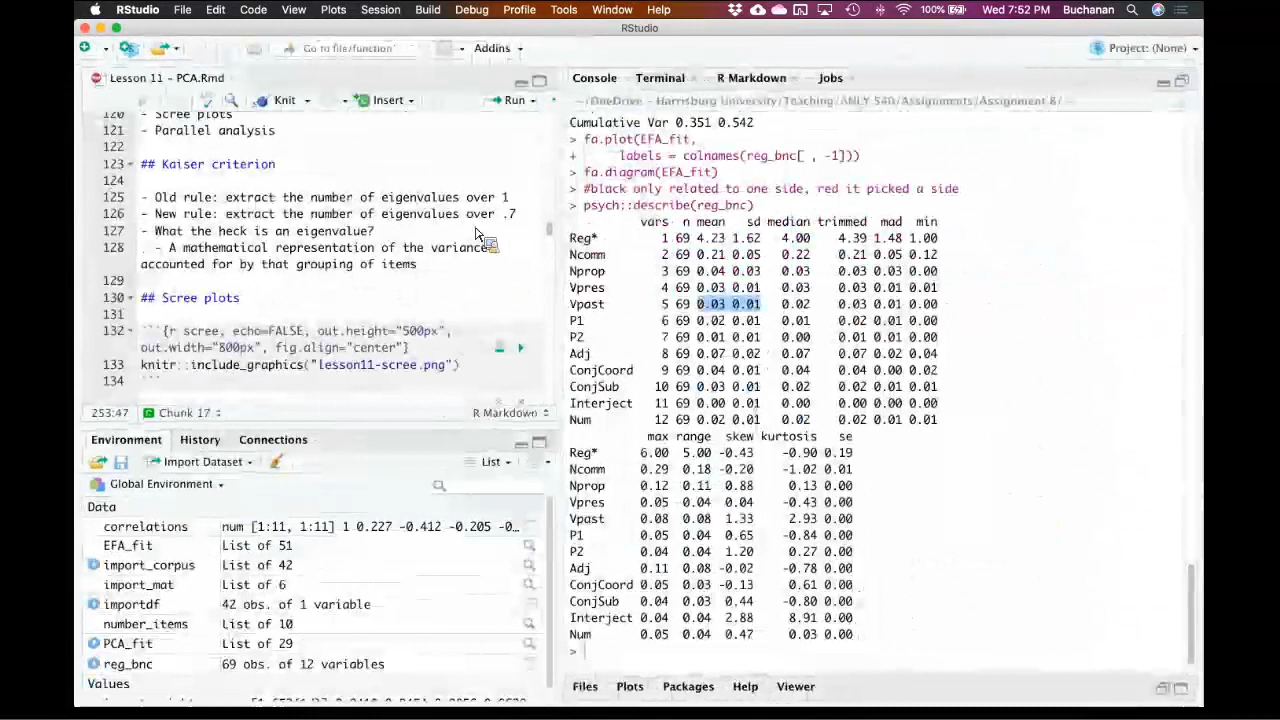 RStudio File Edit Code View Plots Session Build Debug Profile Tools Window Help 100% Wed 7:52 PM Buchanan
RStudio
Go to file/function Addins Project: (None)
Lesson 11 - PCA.Rmd
Knit Insert Run
120 - Scree plots
121 - Parallel analysis
122
123 ## Kaiser criterion
124
125 - Old rule: extract the number of eigenvalues over 1
126 - New rule: extract the number of eigenvalues over .7
127 - What the heck is an eigenvalue?
128 - A mathematical representation of the variance
accounted for by that grouping of items
129
130 ## Scree plots
131
132 ```{r scree, echo=FALSE, out.height="500px",
out.width="800px", fig.align="center"}
133 knitr::include_graphics("lesson11-scree.png")
134 ```
253:47 Chunk 17 R Markdown
Environment History Connections
Import Dataset List
Global Environment
Data
correlations num [1:11, 1:11] 1 0.227 -0.412 -0.205 -0…
EFA_fit List of 51
import_corpus List of 42
import_mat List of 6
importdf 42 obs. of 1 variable
number_items List of 10
PCA_fit List of 29
reg_bnc 69 obs. of 12 variables
Values
Console Terminal R Markdown Jobs
~/OneDrive - Harrisburg University/Teaching/ANLY 540/Assignments/Assignment 6/
Cumulative Var 0.351 0.542
> fa.plot(EFA_fit,
+ labels = colnames(reg_bnc[ , -1]))
> fa.diagram(EFA_fit)
> #black only related to one side, red it picked a side
> psych::describe(reg_bnc)
vars n mean sd median trimmed mad min
Reg* 1 69 4.23 1.62 4.00 4.39 1.48 1.00
Ncomm 2 69 0.21 0.05 0.22 0.21 0.05 0.12
Nprop 3 69 0.04 0.03 0.03 0.03 0.03 0.00
Vpres 4 69 0.03 0.01 0.03 0.03 0.01 0.01
Vpast 5 69 0.03 0.01 0.02 0.03 0.01 0.00
P1 6 69 0.02 0.01 0.01 0.02 0.01 0.00
P2 7 69 0.01 0.01 0.00 0.01 0.00 0.00
Adj 8 69 0.07 0.02 0.07 0.07 0.02 0.04
ConjCoord 9 69 0.04 0.01 0.04 0.04 0.00 0.02
ConjSub 10 69 0.03 0.01 0.02 0.02 0.01 0.01
Interject 11 69 0.00 0.01 0.00 0.00 0.00 0.00
Num 12 69 0.02 0.01 0.02 0.02 0.01 0.01
max range skew kurtosis se
Reg* 6.00 5.00 -0.43 -0.90 0.19
Ncomm 0.29 0.18 -0.20 -1.02 0.01
Nprop 0.12 0.11 0.88 0.13 0.00
Vpres 0.05 0.04 0.04 -0.43 0.00
Vpast 0.08 0.08 1.33 2.93 0.00
P1 0.05 0.04 0.65 -0.84 0.00
P2 0.04 0.04 1.20 0.27 0.00
Adj 0.11 0.08 -0.02 -0.78 0.00
ConjCoord 0.05 0.03 -0.13 0.61 0.00
ConjSub 0.04 0.03 0.44 -0.80 0.00
Interject 0.04 0.04 2.88 8.91 0.00
Num 0.05 0.04 0.47 0.03 0.00
>
Files Plots Packages Help Viewer